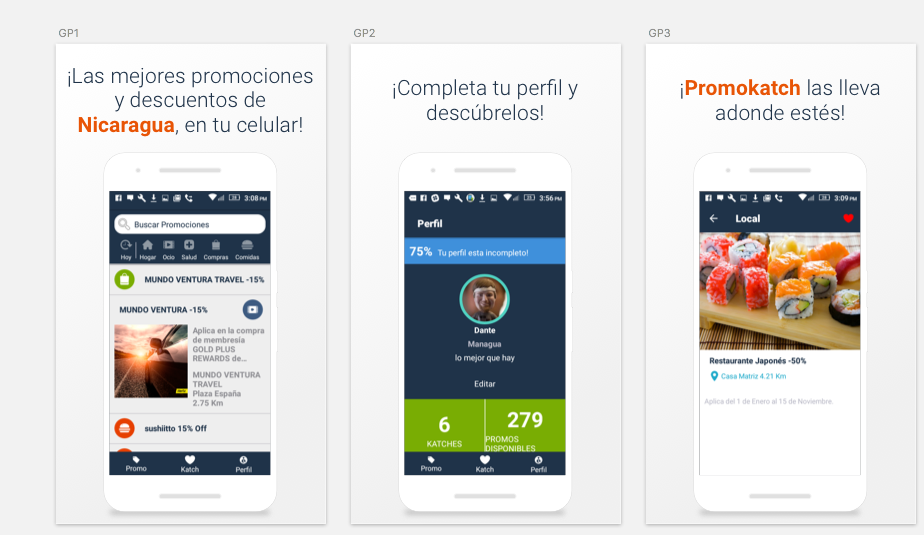 GP1
¡Las mejores promociones
y descuentos de
Nicaragua, en tu celular!
3:08 PM
Buscar Promociones
Hoy Hogar Ocio Salud Compras Comidas
MUNDO VENTURA TRAVEL -15%
MUNDO VENTURA -15%
Aplica en la compra
de membresía
GOLD PLUS
REWARDS de...
MUNDO VENTURA
TRAVEL
Plaza España
2.75 Km
sushiitto 15% Off
Promo Katch Perfil
GP2
¡Completa tu perfil y
descúbrelos!
3:56 PM
Perfil
75% Tu perfil esta incompleto!
Dante
Managua
lo mejor que hay
Editar
6
KATCHES
279
PROMOS
DISPONIBLES
Promo Katch Perfil
GP3
¡Promokatch las lleva
adonde estés!
3:09 PM
Local
Restaurante Japonés -50%
Casa Matriz 4.21 Km
Aplica del 1 de Enero al 15 de Noviembre.